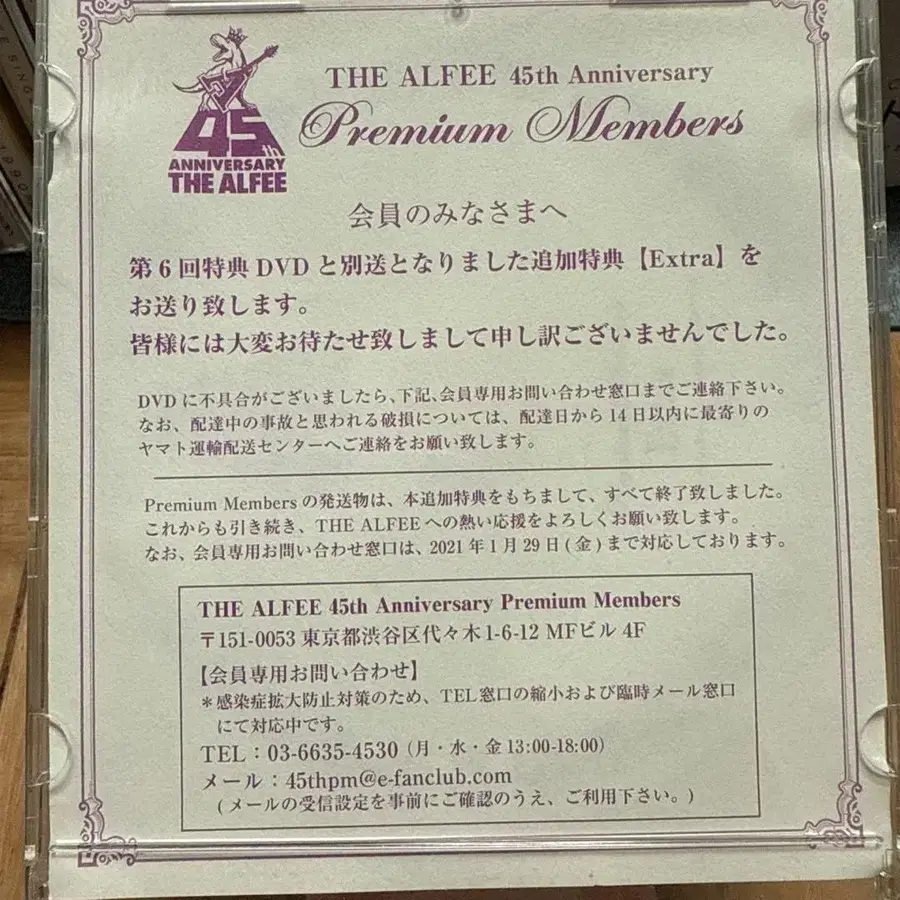 45th
ANNIVERSARY
THE ALFEE
THE ALFEE 45th Anniversary
Premium Members
会員のみなさまへ
第6回特典DVDと別送となりました追加特典【Extra】を
お送り致します。
皆様には大変お待たせ致しまして申し訳ございませんでした。
DVDに不具合がございましたら、下記、会員専用お問い合わせ窓口までご連絡下さい。
なお、配達中の事故と思われる破損については、配達日から14日以内に最寄りの
ヤマト運輸配送センターへご連絡をお願い致します。
Premium Membersの発送物は、本追加特典をもちまして、すべて終了致しました。
これからも引き続き、THE ALFEEへの熱い応援をよろしくお願い致します。
なお、会員専用お問い合わせ窓口は、2021年1月29日(金)まで対応しております。
THE ALFEE 45th Anniversary Premium Members
〒151-0053 東京都渋谷区代々木1-6-12 MFビル 4F
【会員専用お問い合わせ】
*感染症拡大防止対策のため、TEL窓口の縮小および臨時メール窓口
にて対応中です。
TEL：03-6635-4530（月・水・金13:00-18:00）
メール：45thpm@e-fanclub.com
(メールの受信設定を事前にご確認のうえ、ご利用下さい。)